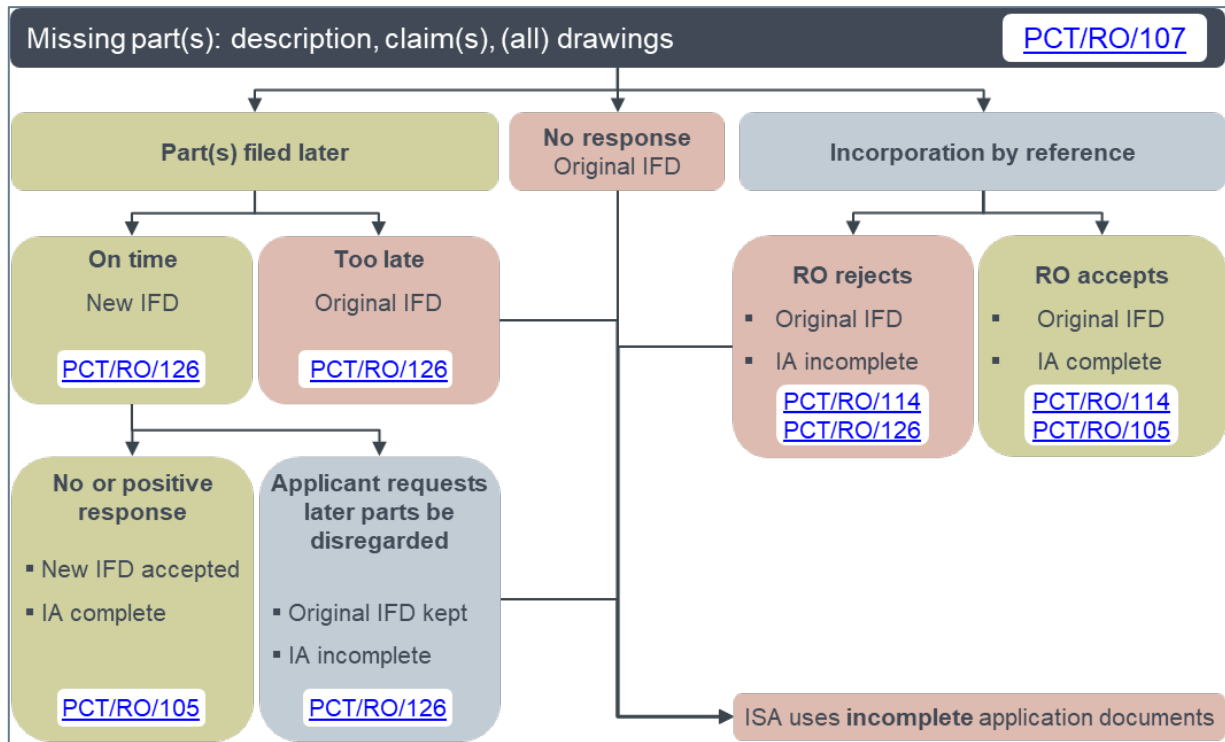 Missing part(s): description, claim(s), (all) drawings
PCT/RO/107
Part(s) filed later
No response
Original IFD
Incorporation by reference
On time
New IFD
PCT/RO/126
Too late
Original IFD
PCT/RO/126
RO rejects
▪ Original IFD
▪ IA incomplete
PCT/RO/114
PCT/RO/126
RO accepts
▪ Original IFD
▪ IA complete
PCT/RO/114
PCT/RO/105
No or positive
response
▪ New IFD accepted
▪ IA complete
PCT/RO/105
Applicant requests
later parts be
disregarded
▪ Original IFD kept
▪ IA incomplete
PCT/RO/126
ISA uses incomplete application documents